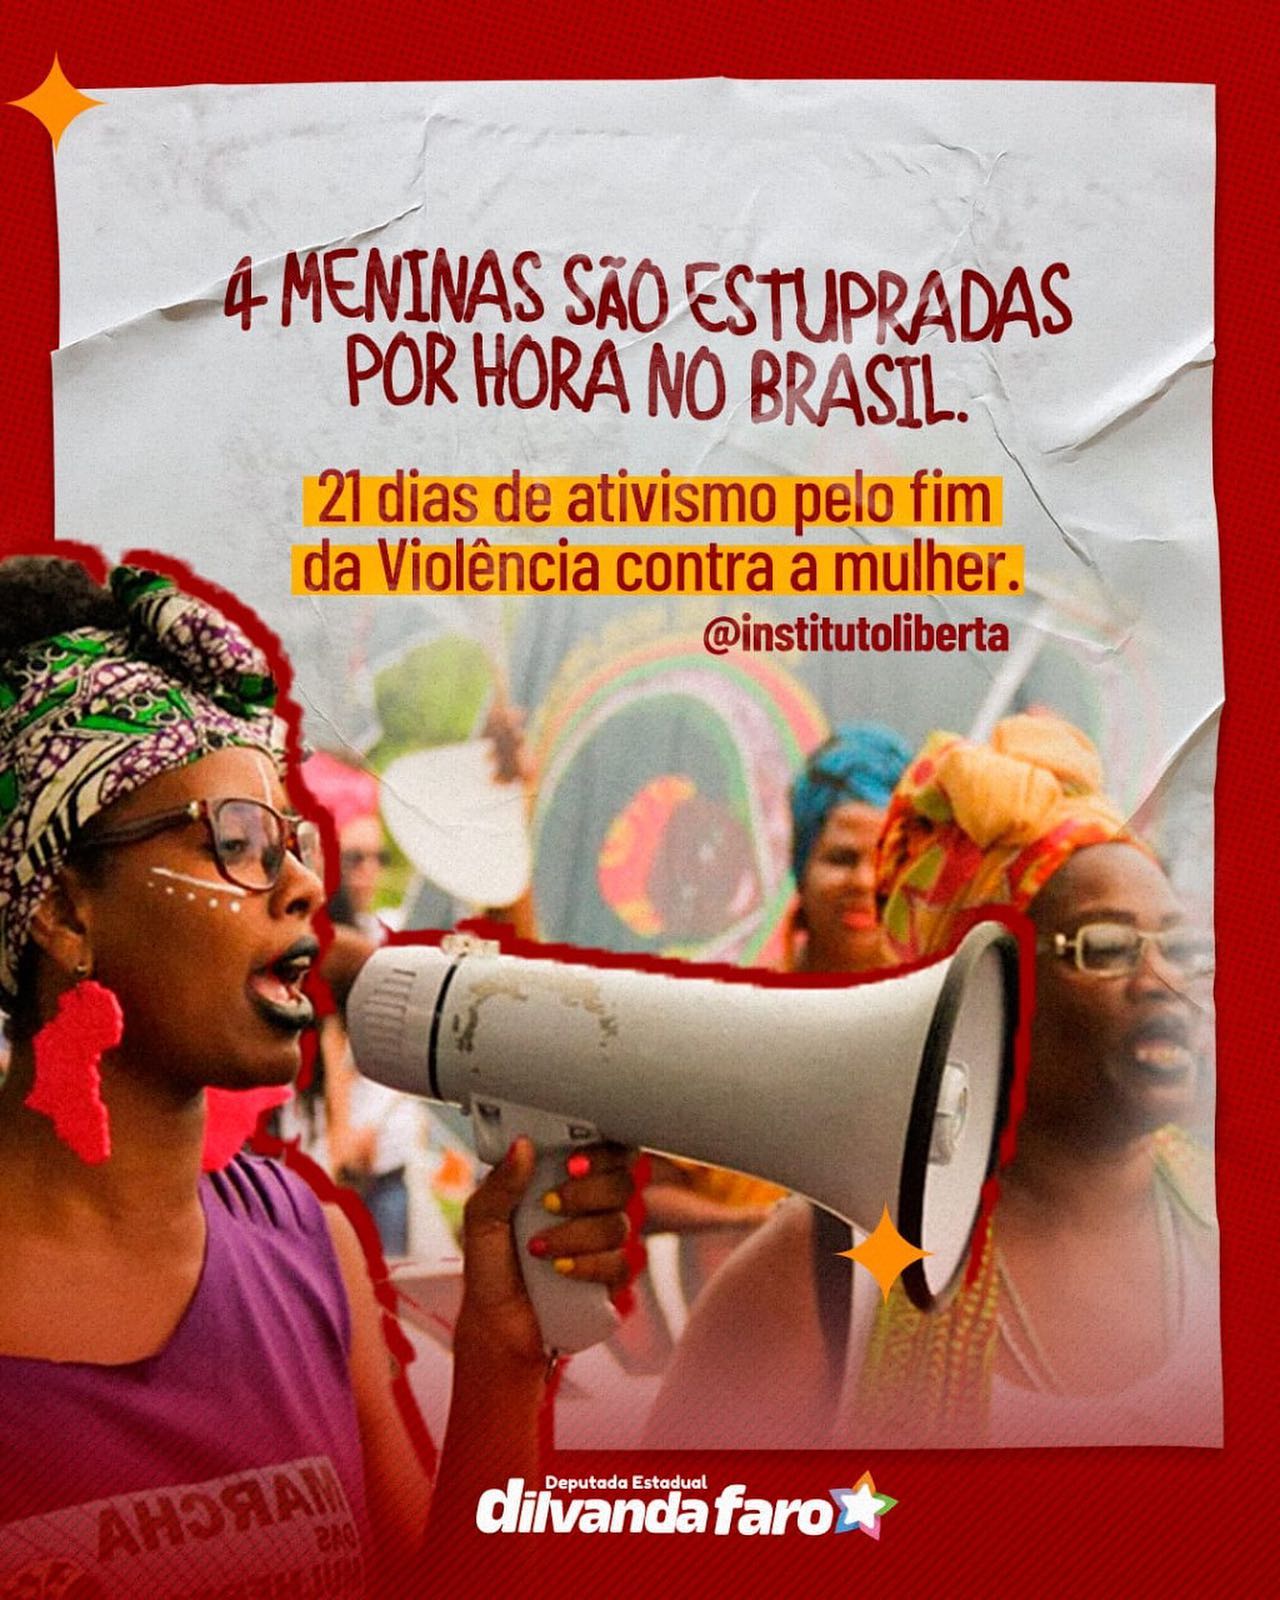 4 MENINAS SÃO ESTUPRADAS
POR HORA NO BRASIL.
21 dias de ativismo pelo fim
da Violência contra a mulher.
@institutoliberta
MARCHA
DAS
Deputada Estadual
dilvanda faro